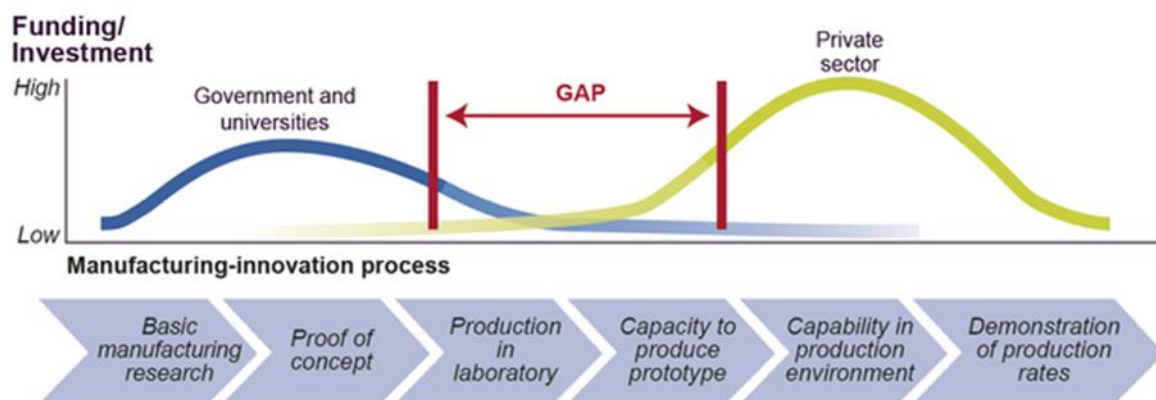 Funding/
Investment
High
Government and
universities
GAP
Private
sector
Low
Manufacturing-innovation process
Basic
manufacturing
research
Proof of
concept
Production
in
laboratory
Capacity to
produce
prototype
Capability in
production
environment
Demonstration
of production
rates